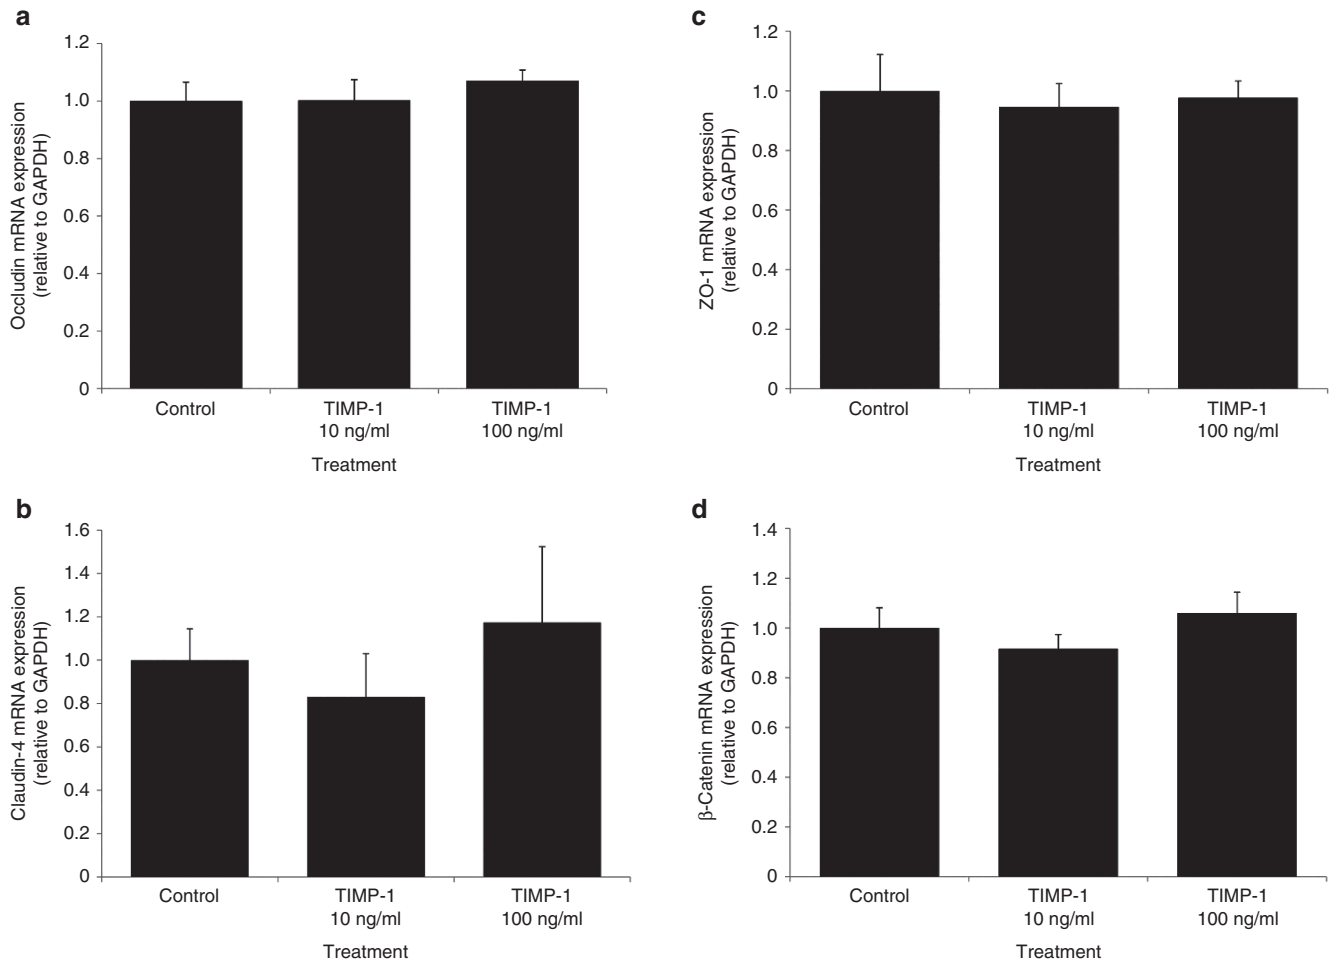 a
Occludin mRNA expression
(relative to GAPDH)
1.2
1.0
0.8
0.6
0.4
0.2
0
Control
TIMP-1
10 ng/ml
TIMP-1
100 ng/ml
Treatment
c
ZO-1 mRNA expression
(relative to GAPDH)
1.2
1.0
0.8
0.6
0.4
0.2
0
Control
TIMP-1
10 ng/ml
TIMP-1
100 ng/ml
Treatment
b
Claudin-4 mRNA expression
(relative to GAPDH)
1.6
1.4
1.2
1.0
0.8
0.6
0.4
0.2
0
Control
TIMP-1
10 ng/ml
TIMP-1
100 ng/ml
Treatment
d
β-Catenin mRNA expression
(relative to GAPDH)
1.4
1.2
1.0
0.8
0.6
0.4
0.2
0
Control
TIMP-1
10 ng/ml
TIMP-1
100 ng/ml
Treatment